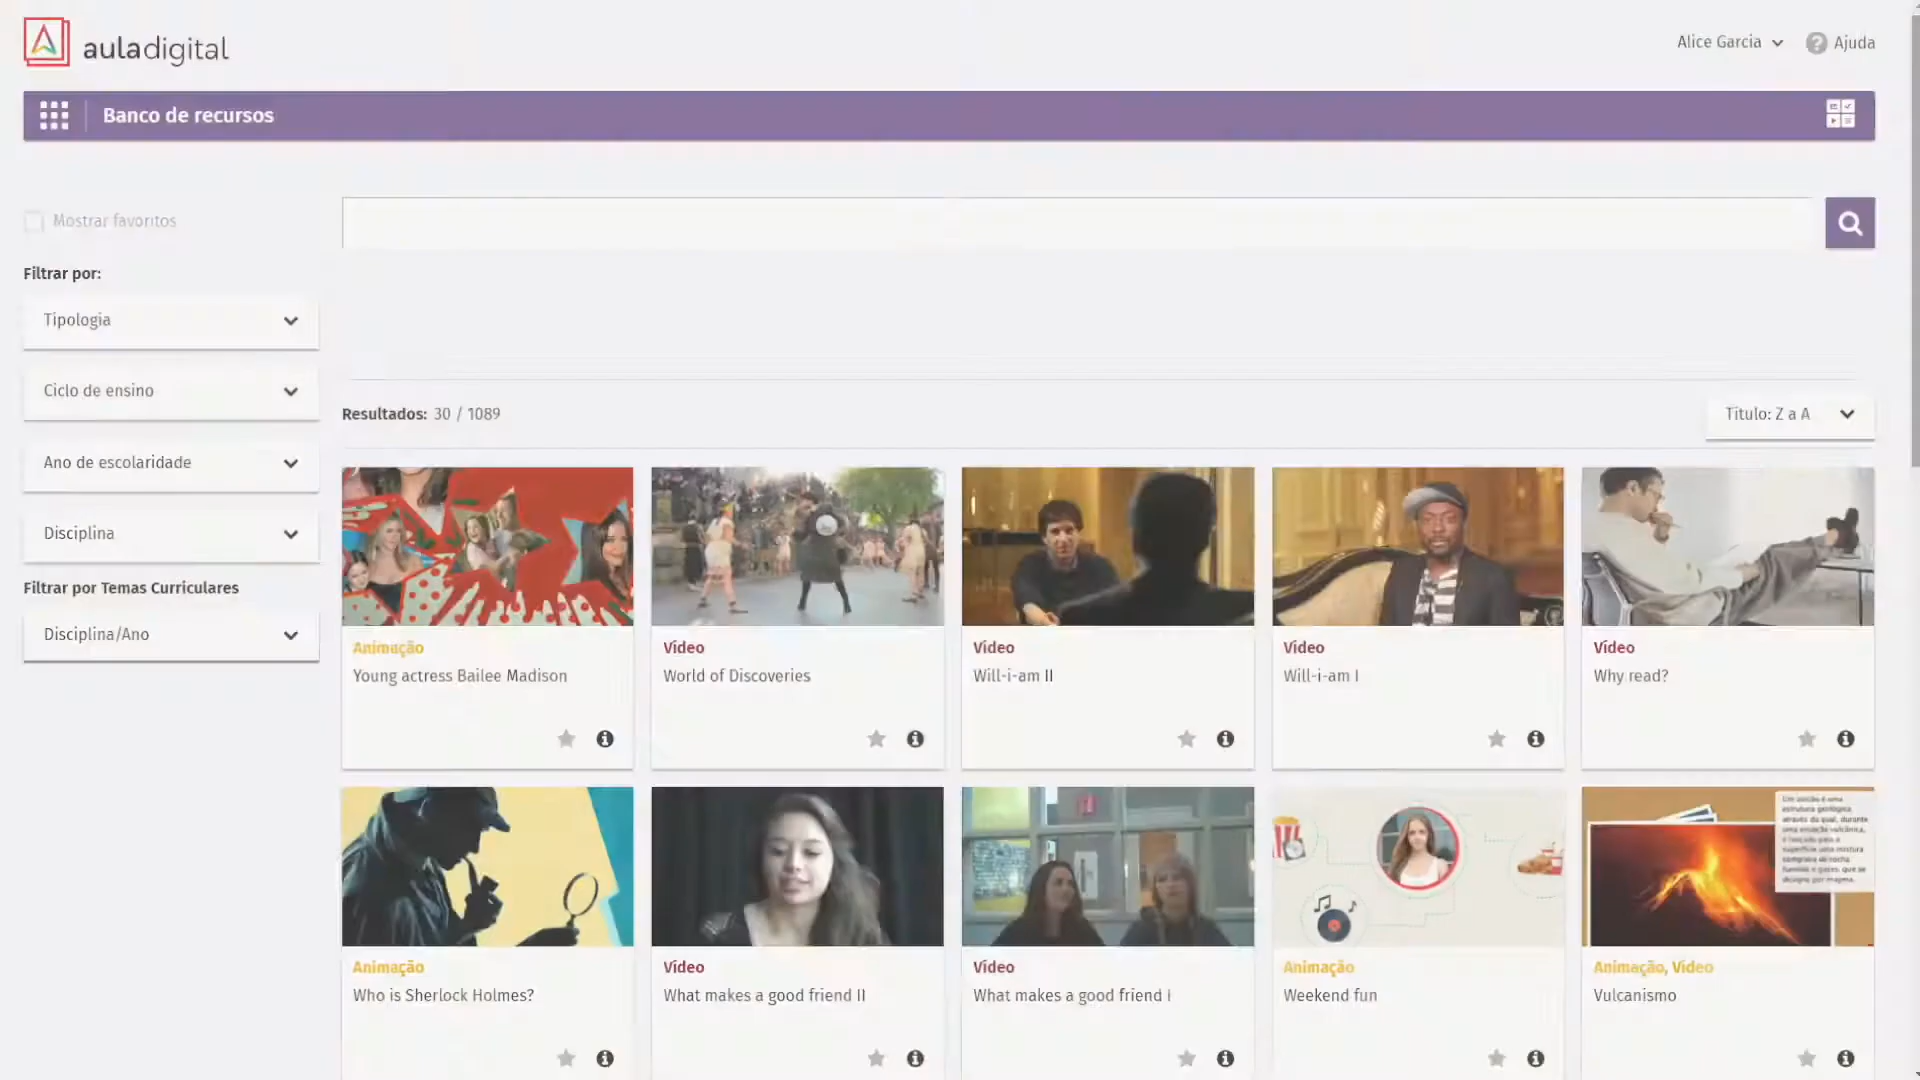 auladigital
Alice Garcia
Ajuda
Banco de recursos
Mostrar favoritos
Filtrar por:
Tipologia
Ciclo de ensino
Ano de escolaridade
Disciplina
Filtrar por Temas Curriculares
Disciplina/Ano
Resultados: 30 / 1089
Título: Z a A
Animação
Young actress Bailee Madison
Vídeo
World of Discoveries
Vídeo
Will-i-am II
Vídeo
Will-i-am I
Vídeo
Why read?
Animação
Who is Sherlock Holmes?
Vídeo
What makes a good friend II
Vídeo
What makes a good friend I
Animação
Weekend fun
Animação, Vídeo
Vulcanismo